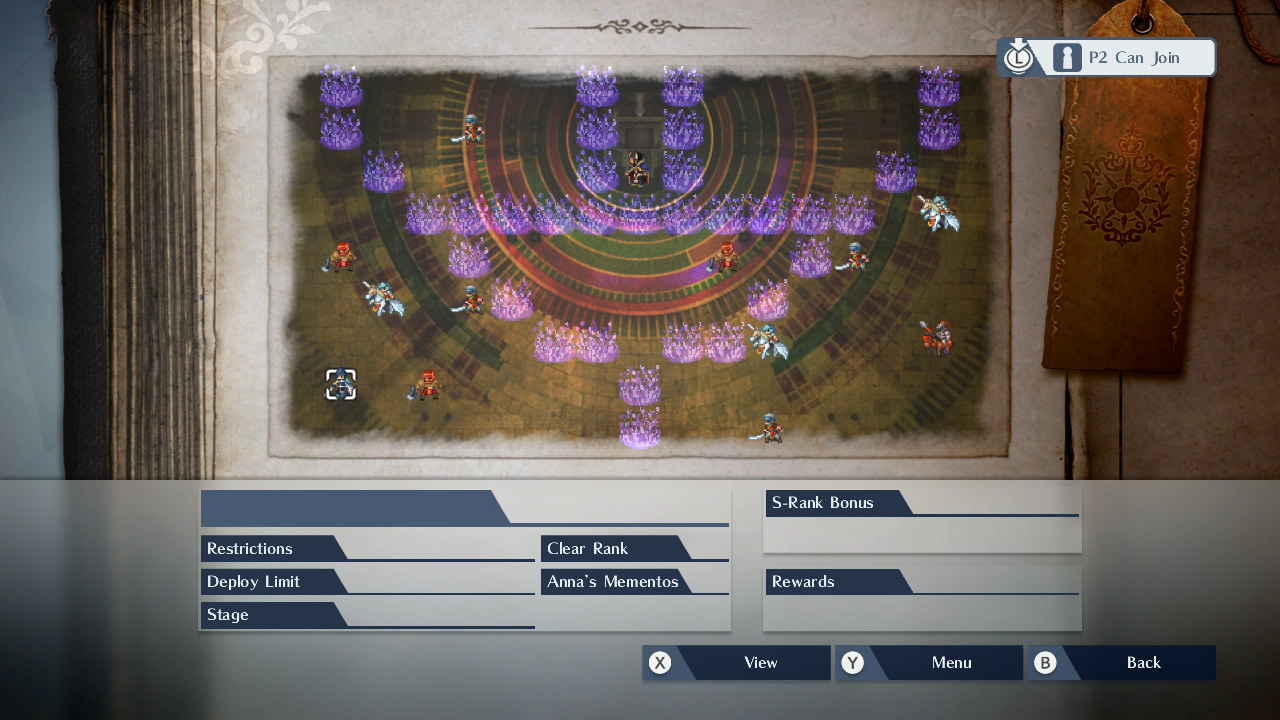 L P2 Can Join
S-Rank Bonus
Restrictions
Clear Rank
Deploy Limit
Anna's Mementos
Rewards
Stage
X View
Y Menu
B Back